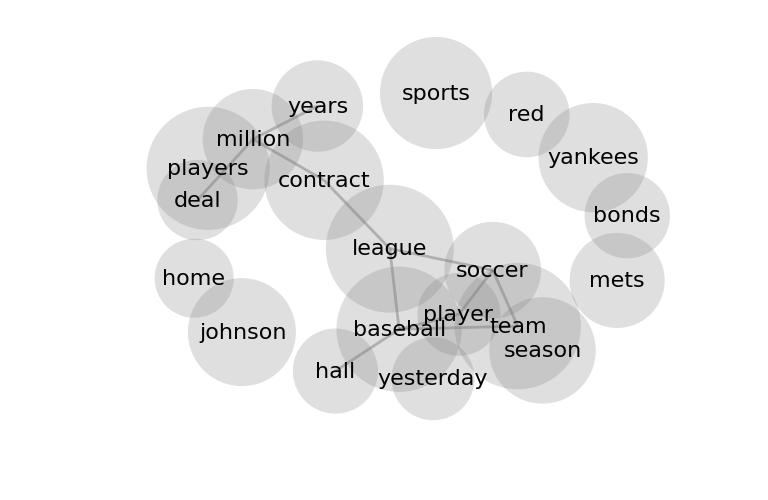 sports
years
red
million
yankees
players
contract
deal
bonds
league
soccer
home
mets
player
team
baseball
johnson
season
hall
yesterday